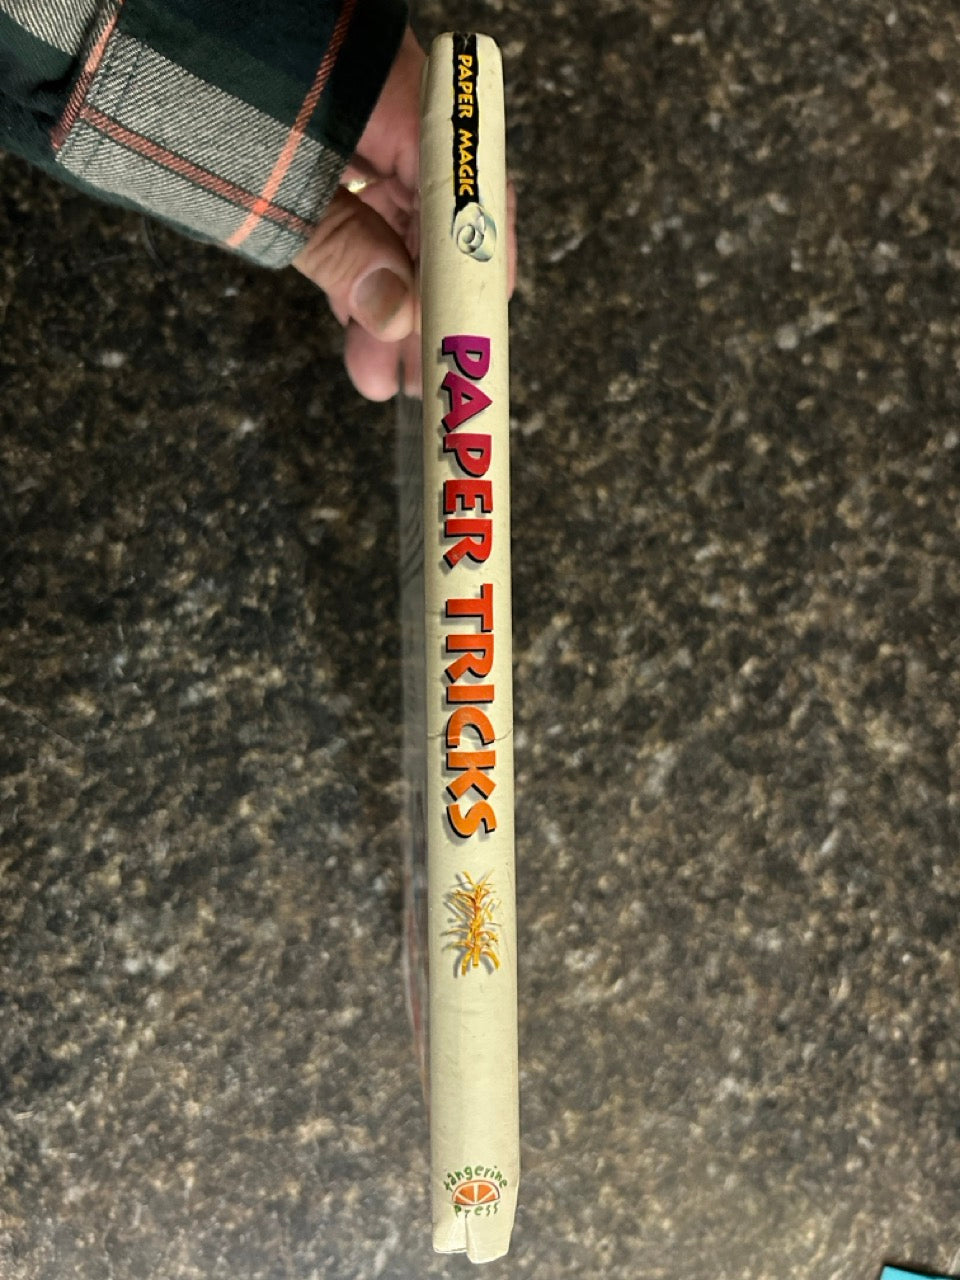 PAPER MAGIC
PAPER TRICKS
tangerine
press